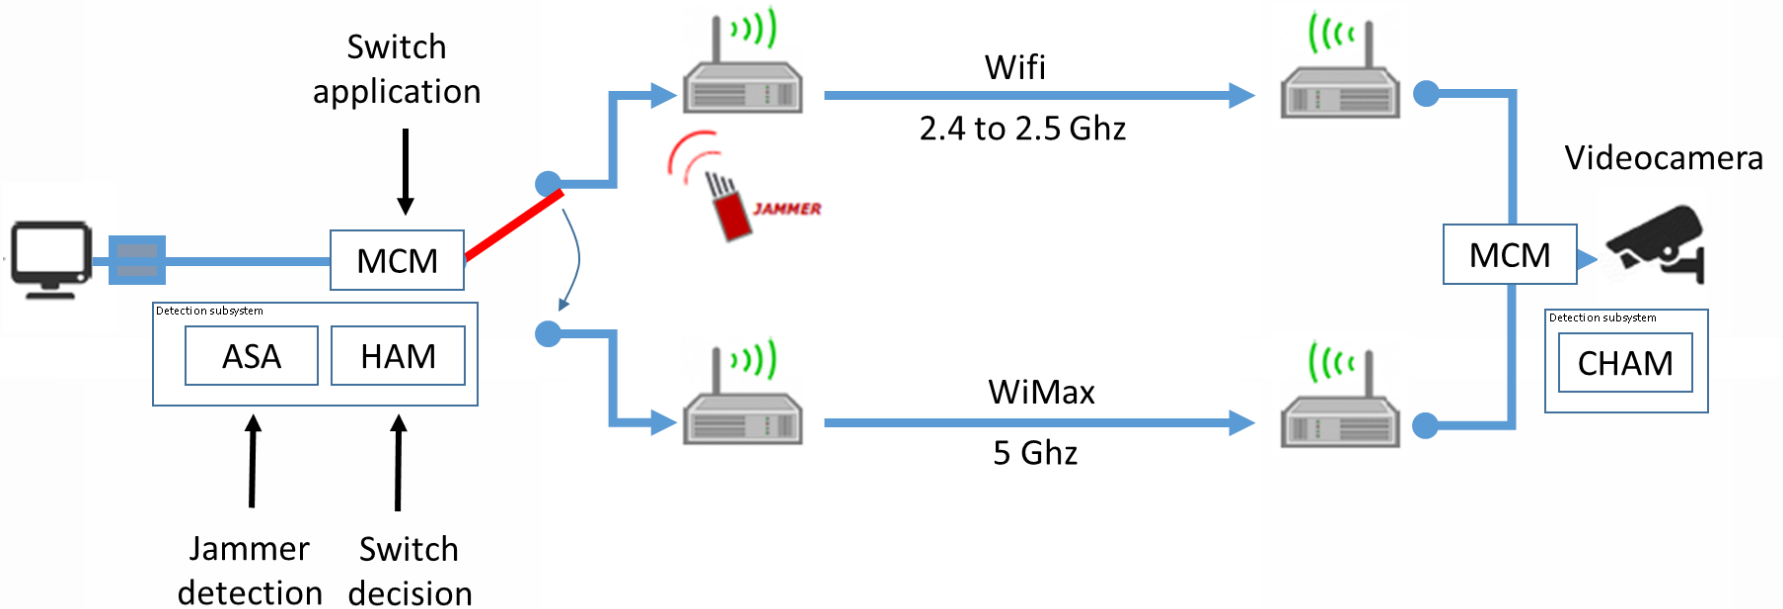 Switch
application
Wifi
2.4 to 2.5 Ghz
Videocamera
JAMMER
MCM
MCM
Detection subsystem
ASA
HAM
Detection subsystem
CHAM
WiMax
5 Ghz
Jammer
detection
Switch
decision